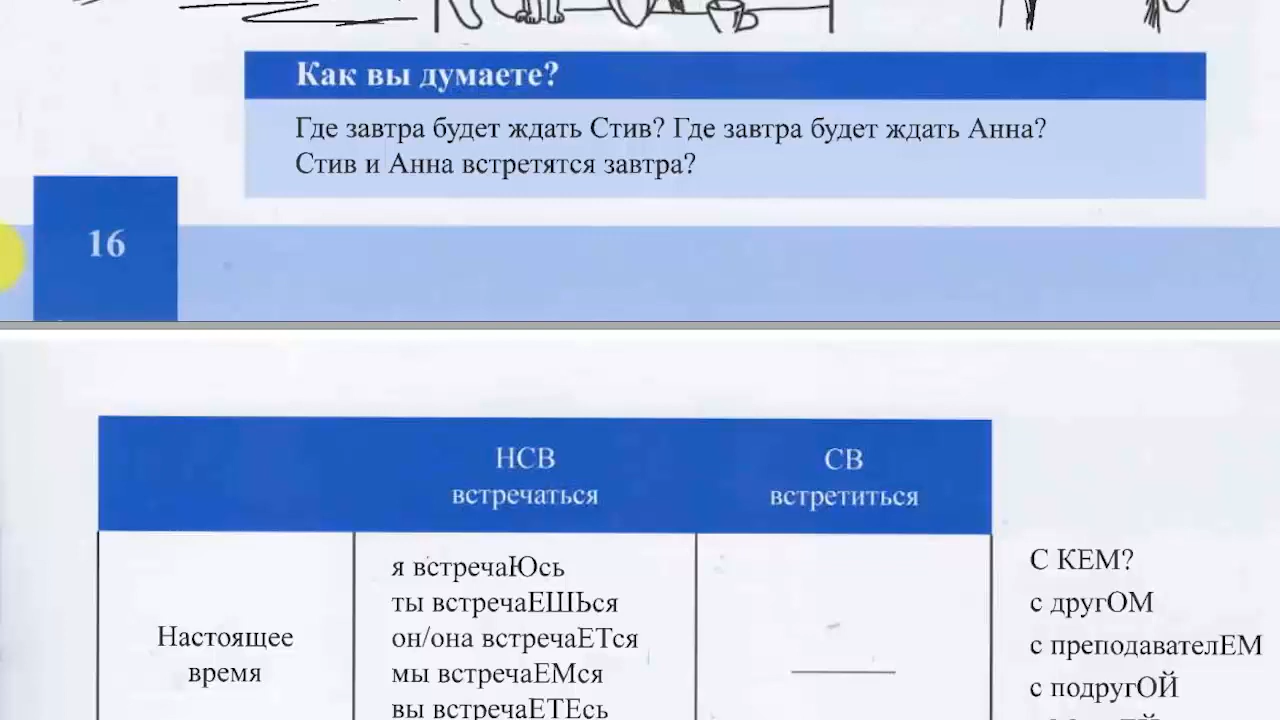 Как вы думаете?
Где завтра будет ждать Стив? Где завтра будет ждать Анна?
Стив и Анна встретятся завтра?
16
НСВ
встречаться
СВ
встретиться
Настоящее
время
я встречаЮсь
ты встречаЕШЬся
он/она встречаЕТся
мы встречаЕМся
вы встречаЕТЕсь
С КЕМ?
с другОМ
с преподавателЕМ
с подругОЙ